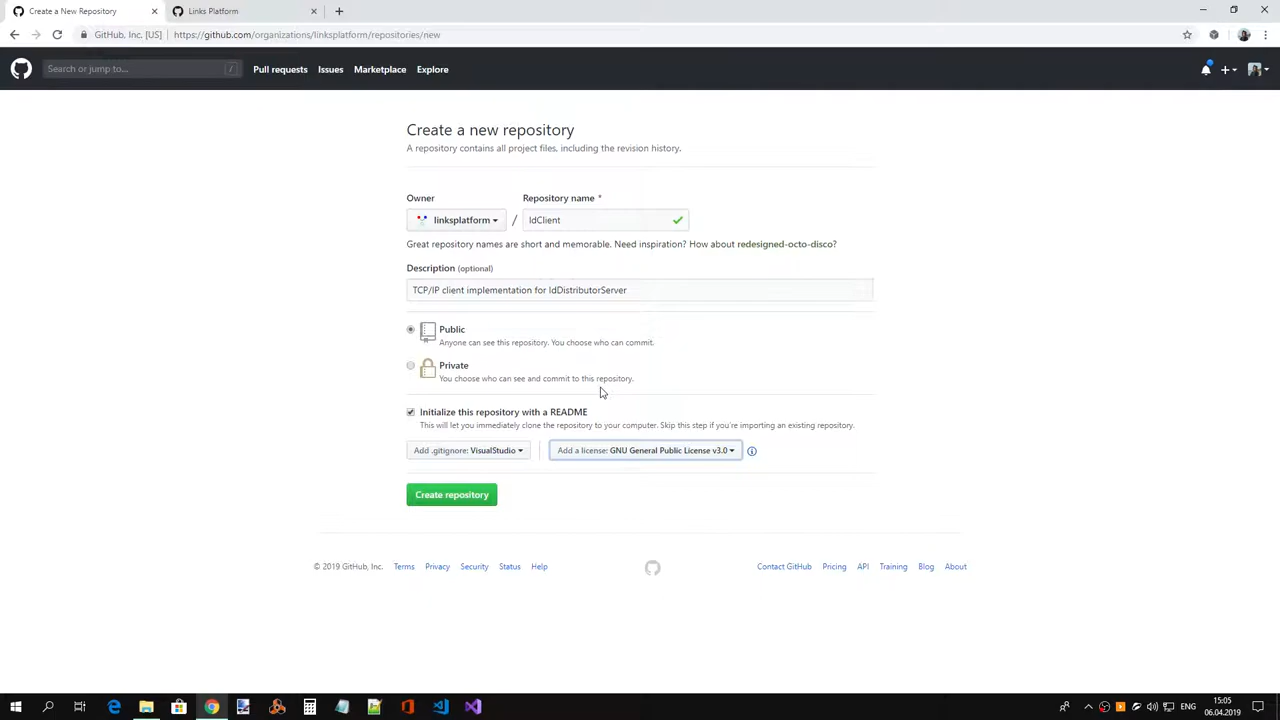 Create a New Repository
Links Platform
GitHub, Inc. [US]
https://github.com/organizations/linksplatform/repositories/new
Search or jump to...
/
Pull requests
Issues
Marketplace
Explore
Create a new repository
A repository contains all project files, including the revision history.
Owner
Repository name *
linksplatform
/
IdClient
Great repository names are short and memorable. Need inspiration? How about redesigned-octo-disco?
Description (optional)
TCP/IP client implementation for IdDistributorServer
Public
Anyone can see this repository. You choose who can commit.
Private
You choose who can see and commit to this repository.
Initialize this repository with a README
This will let you immediately clone the repository to your computer. Skip this step if you're importing an existing repository.
Add .gitignore: VisualStudio
Add a license: GNU General Public License v3.0
Create repository
© 2019 GitHub, Inc.
Terms
Privacy
Security
Status
Help
Contact GitHub
Pricing
API
Training
Blog
About
ENG
15:05
06.04.2019